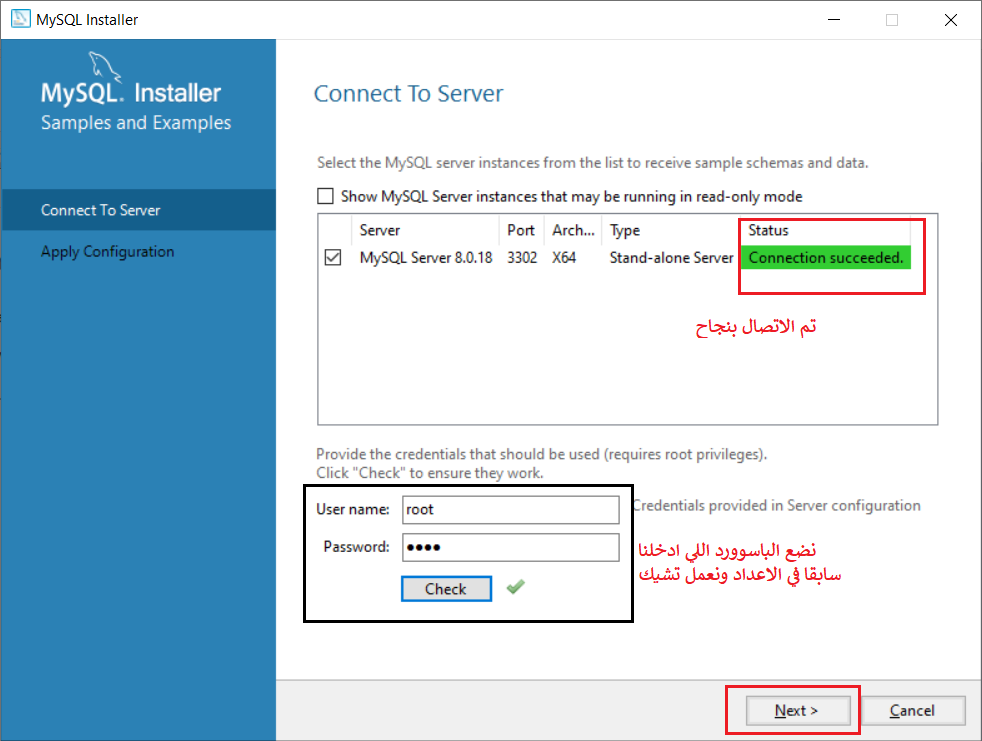 MySQL Installer
MySQL. Installer
Samples and Examples
Connect To Server
Apply Configuration
Connect To Server
Select the MySQL server instances from the list to receive sample schemas and data.
Show MySQL Server instances that may be running in read-only mode
Server Port Arch... Type Status
MySQL Server 8.0.18 3302 X64 Stand-alone Server Connection succeeded.
تم الاتصال بنجاح
Provide the credentials that should be used (requires root privileges).
Click "Check" to ensure they work.
User name: root
Credentials provided in Server configuration
Password: ●●●●
نضع الباسوورد اللي ادخلنا
سابقا في الاعداد ونعمل تشيك
Check
Next >
Cancel